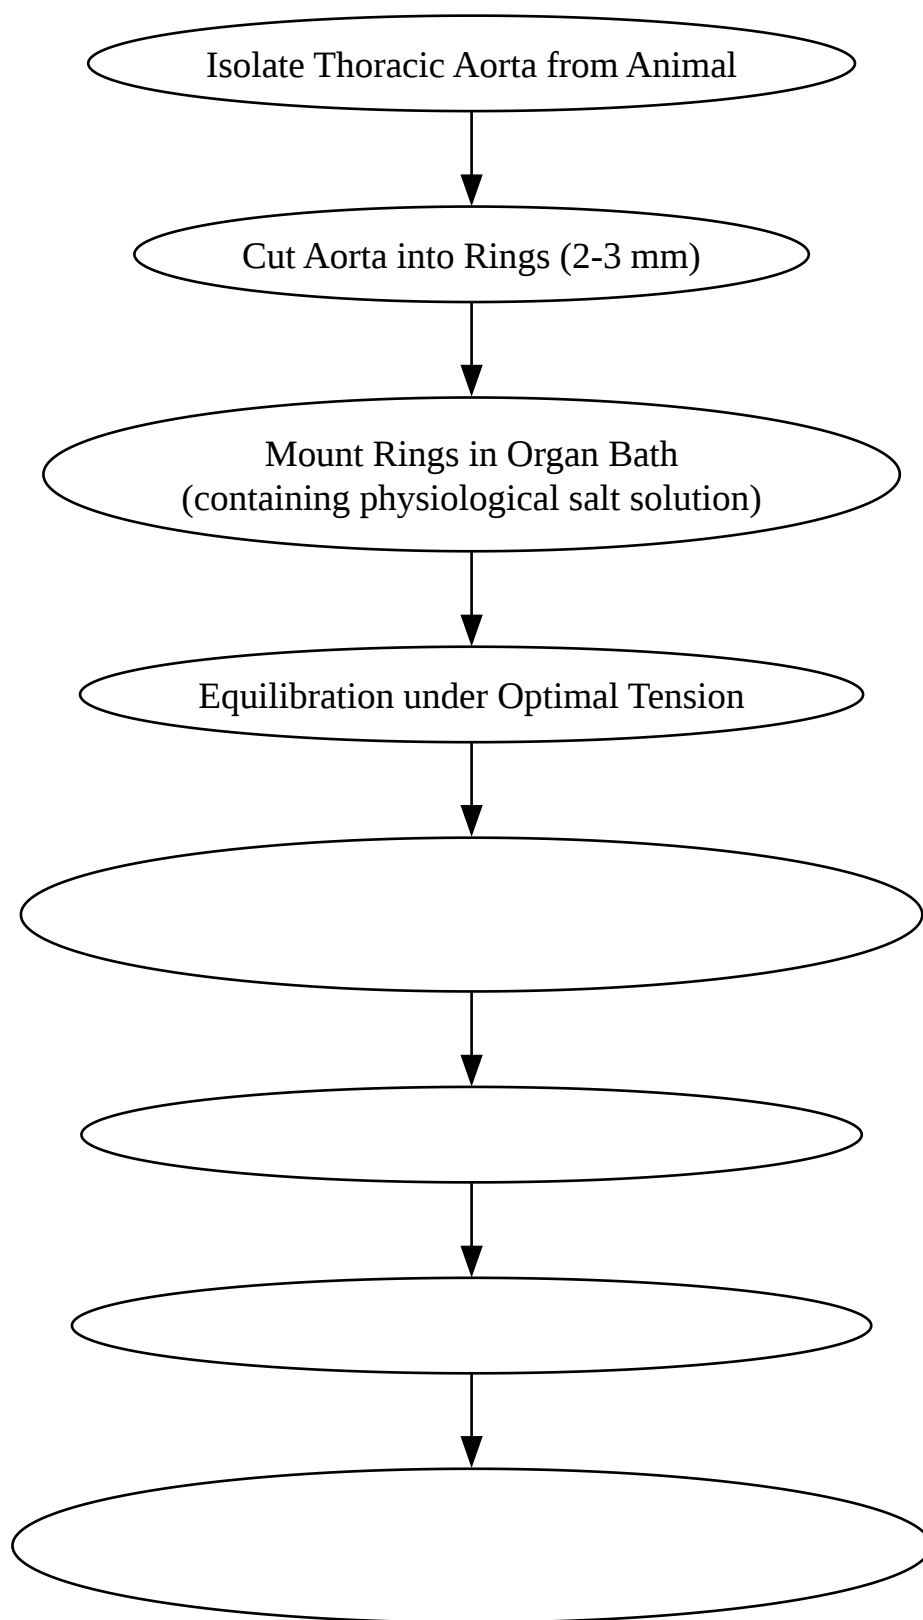 Isolate Thoracic Aorta from Animal
Cut Aorta into Rings (2-3 mm)
Mount Rings in Organ Bath
(containing physiological salt solution)
Equilibration under Optimal Tension